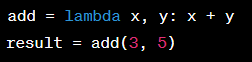 add = lambda x, y: x + y
result = add(3, 5)